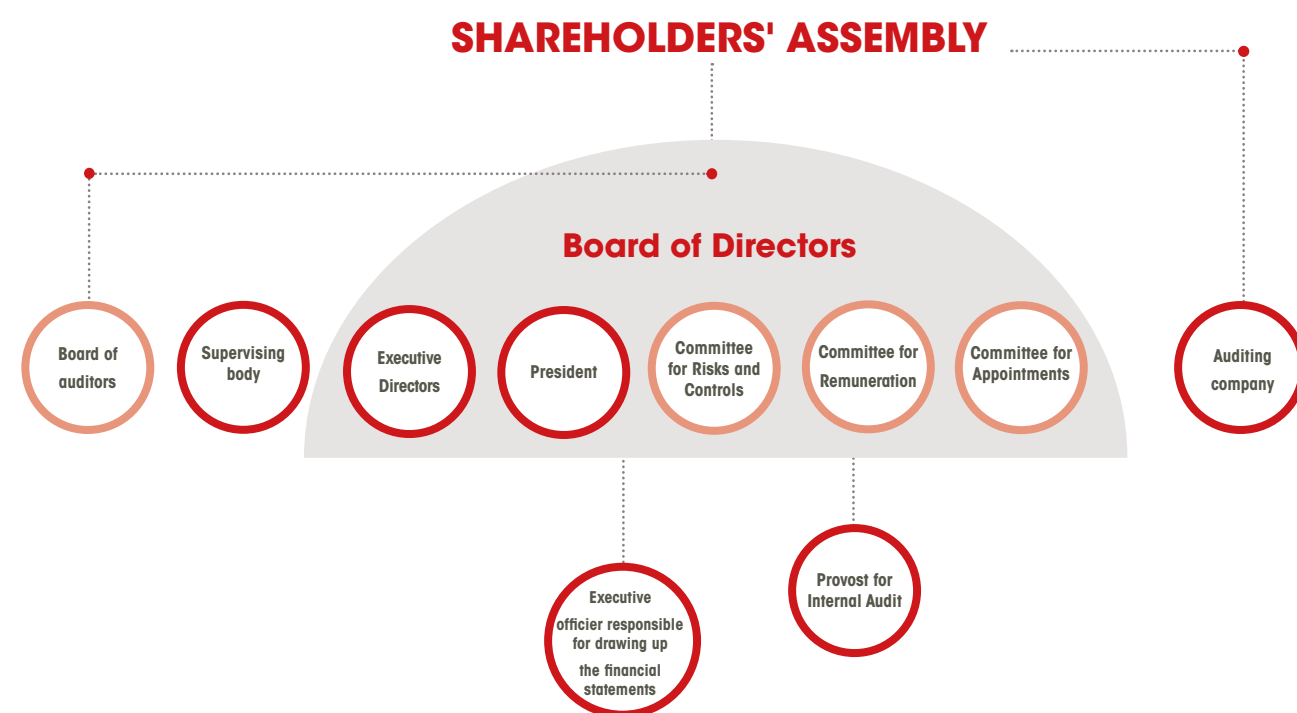 SHAREHOLDERS' ASSEMBLY
Board of Directors
Board of
auditors
Supervising
body
Executive
Directors
President
Committee
for Risks and
Controls
Committee for
Remuneration
Committee for
Appointments
Auditing
company
Executive
officier responsible
for drawing up
the financial
statements
Provost for
Internal Audit